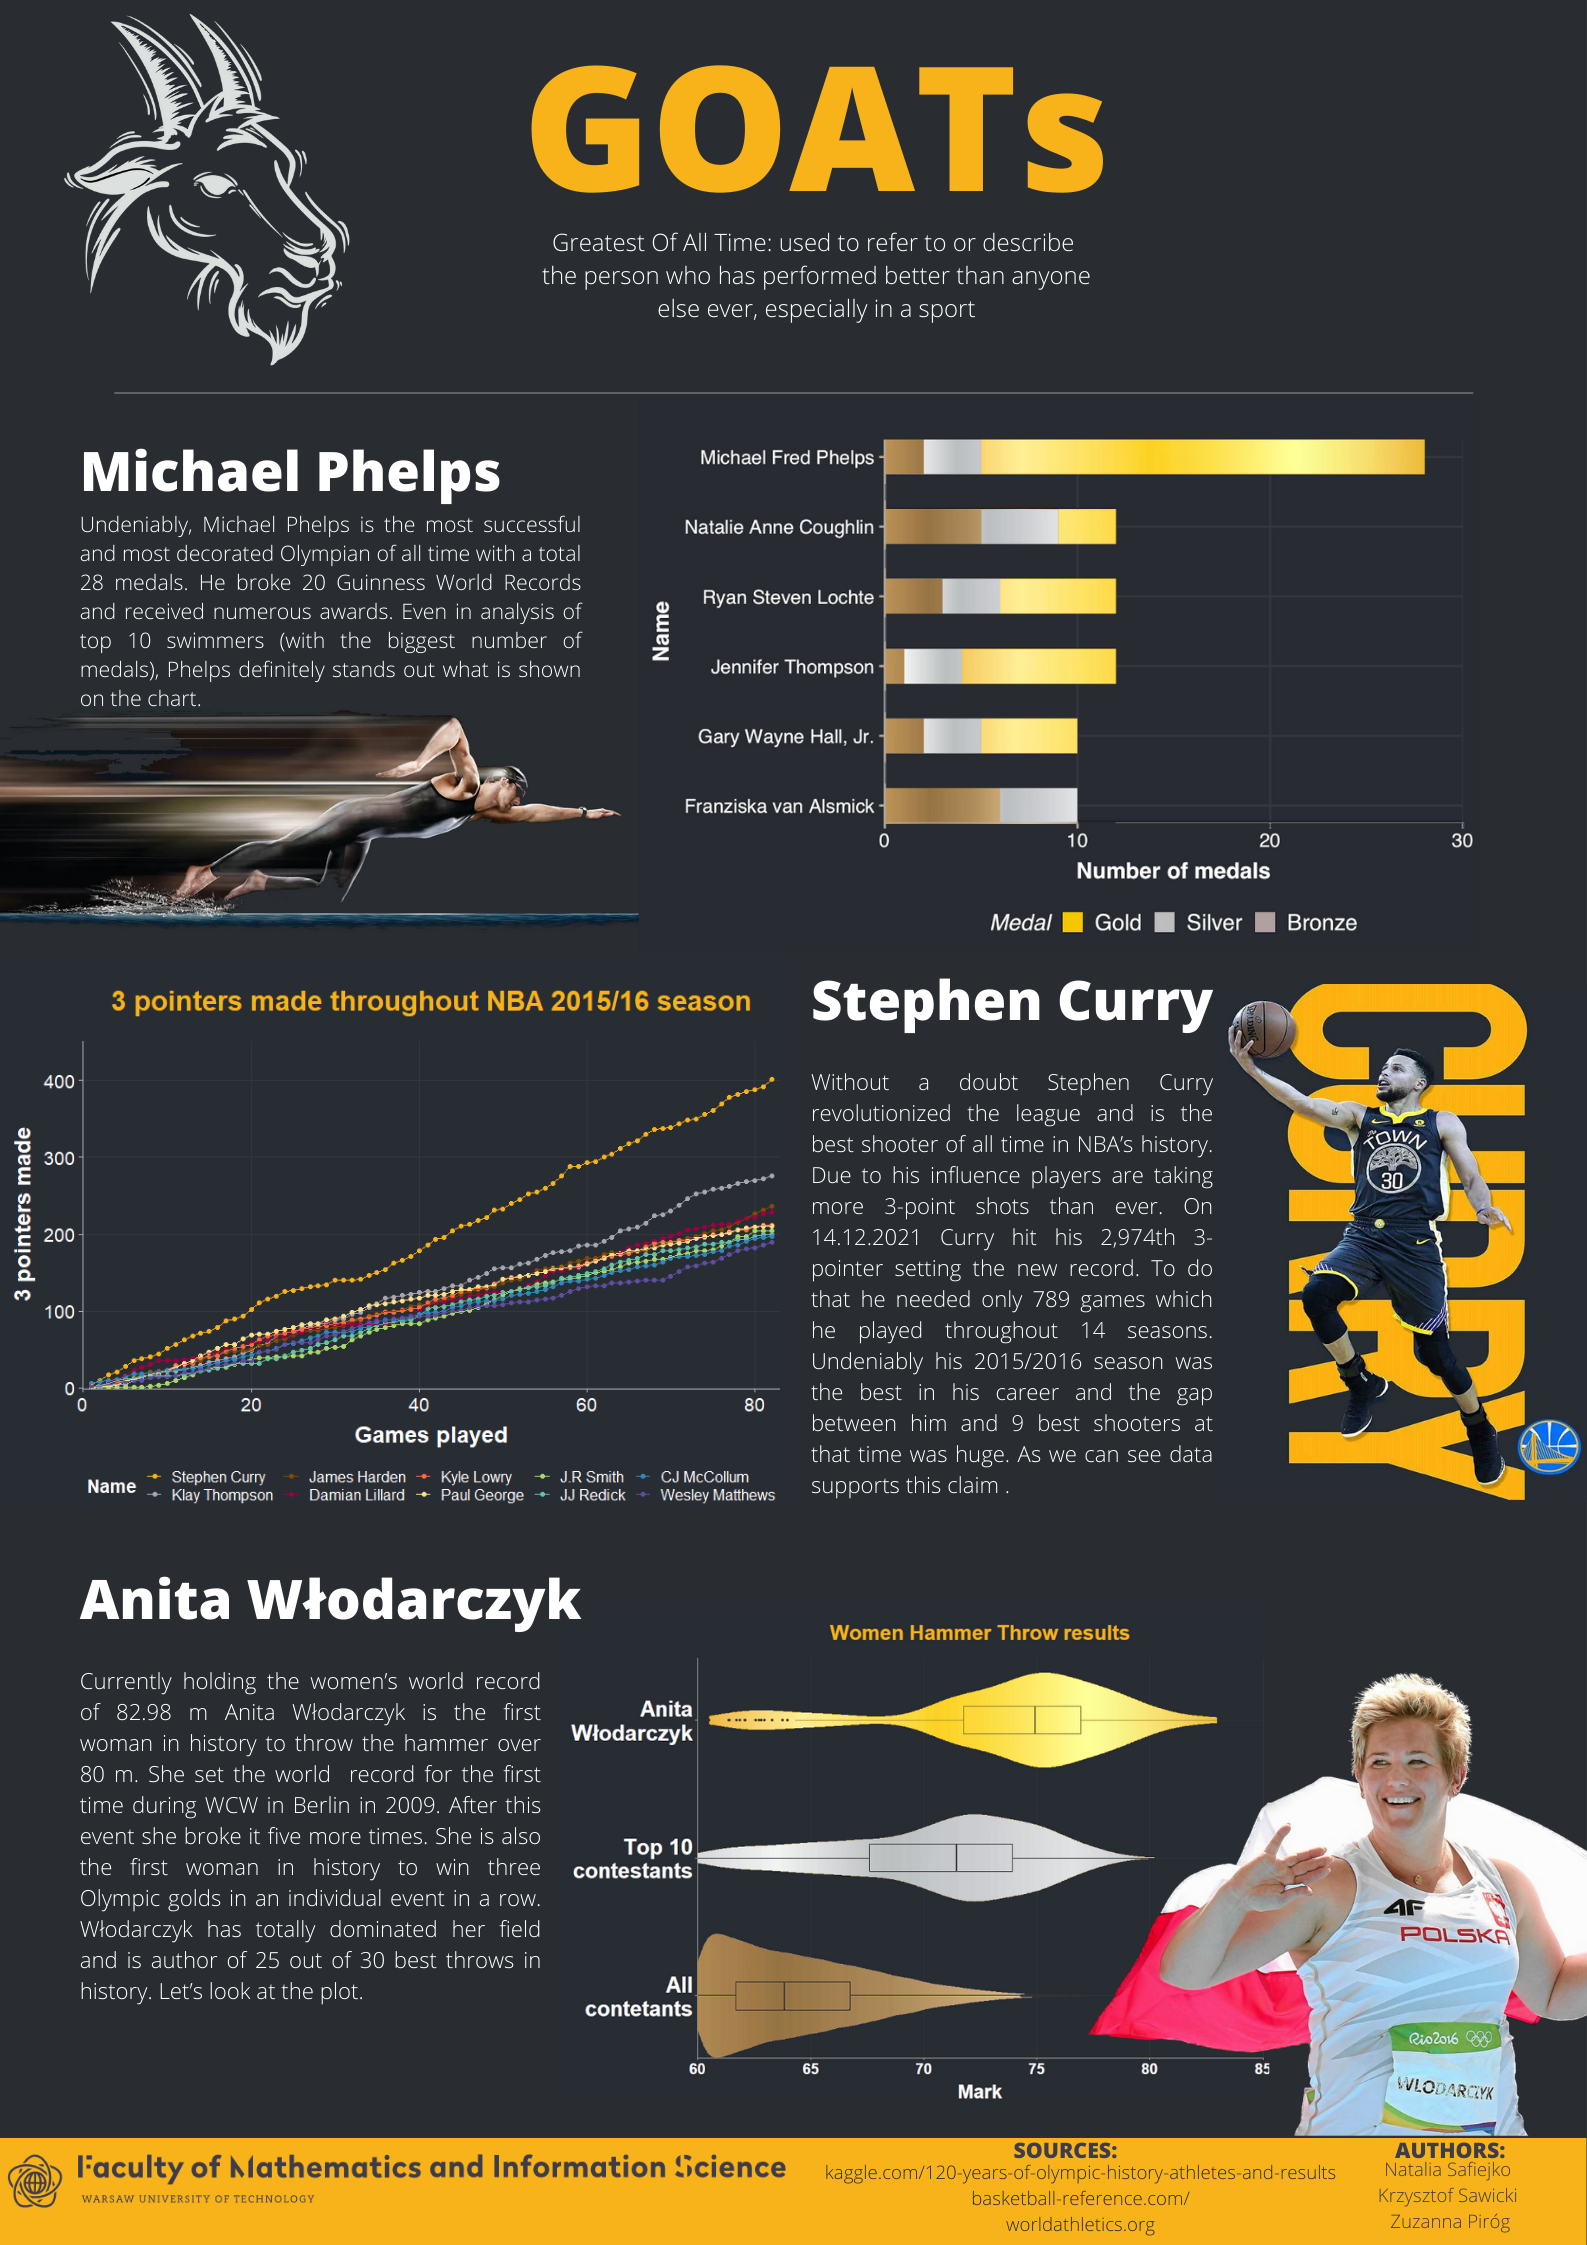 GOATs
Greatest Of All Time: used to refer to or describe
the person who has performed better than anyone
else ever, especially in a sport
Michael Phelps
Undeniably, Michael Phelps is the most successful
and most decorated Olympian of all time with a total
28 medals. He broke 20 Guinness World Records
and received numerous awards. Even in analysis of
top 10 swimmers (with the biggest number of
medals), Phelps definitely stands out what is shown
on the chart.
Name
Michael Fred Phelps
Natalie Anne Coughlin
Ryan Steven Lochte
Jennifer Thompson
Gary Wayne Hall, Jr.
Franziska van Alsmick
0 10 20 30
Number of medals
Medal Gold Silver Bronze
3 pointers made throughout NBA 2015/16 season
3 pointers made
400
300
200
100
0
0 20 40 60 80
Games played
Name
Stephen Curry James Harden Kyle Lowry J.R Smith CJ McCollum
Klay Thompson Damian Lillard Paul George JJ Redick Wesley Matthews
Stephen Curry
Without a doubt Stephen Curry
revolutionized the league and is the
best shooter of all time in NBA's history.
Due to his influence players are taking
more 3-point shots than ever. On
14.12.2021 Curry hit his 2,974th 3-
pointer setting the new record. To do
that he needed only 789 games which
he played throughout 14 seasons.
Undeniably his 2015/2016 season was
the best in his career and the gap
between him and 9 best shooters at
that time was huge. As we can see data
supports this claim .
CURRY
SPALDING
THE
TOWN
30
Anita Włodarczyk
Currently holding the women's world record
of 82.98 m Anita Włodarczyk is the first
woman in history to throw the hammer over
80 m. She set the world record for the first
time during WCW in Berlin in 2009. After this
event she broke it five more times. She is also
the first woman in history to win three
Olympic golds in an individual event in a row.
Włodarczyk has totally dominated her field
and is author of 25 out of 30 best throws in
history. Let's look at the plot.
Women Hammer Throw results
Anita
Włodarczyk
Top 10
contestants
All
contetants
60 65 70 75 80 85
Mark
POLSKA
Rio2016
WLODARCZYK
Faculty of Mathematics and Information Science
WARSAW UNIVERSITY OF TECHNOLOGY
SOURCES:
kaggle.com/120-years-of-olympic-history-athletes-and-results
basketball-reference.com/
worldathletics.org
AUTHORS:
Natalia Safiejko
Krzysztof Sawicki
Zuzanna Piróg